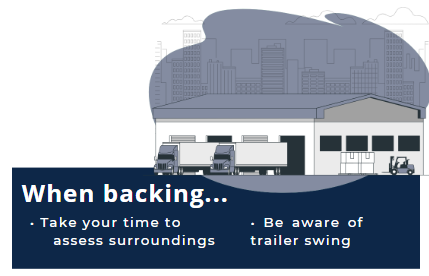 When backing...
· Take your time to
assess surroundings
· Be aware of
trailer swing